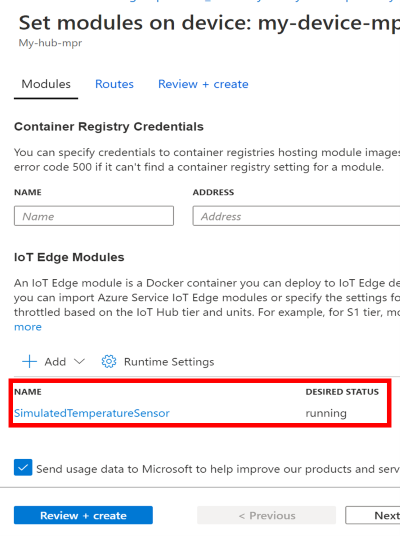 Set modules on device: my-device-mp
My-hub-mpr
Modules Routes Review + create
Container Registry Credentials
You can specify credentials to container registries hosting module images
error code 500 if it can't find a container registry setting for a module.
NAME ADDRESS
Name Address
IoT Edge Modules
An IoT Edge module is a Docker container you can deploy to IoT Edge de
you can import Azure Service IoT Edge modules or specify the settings fo
throttled based on the IoT Hub tier and units. For example, for S1 tier, mo
more
Add Runtime Settings
NAME DESIRED STATUS
SimulatedTemperatureSensor running
Send usage data to Microsoft to help improve our products and serv
Review + create < Previous Next